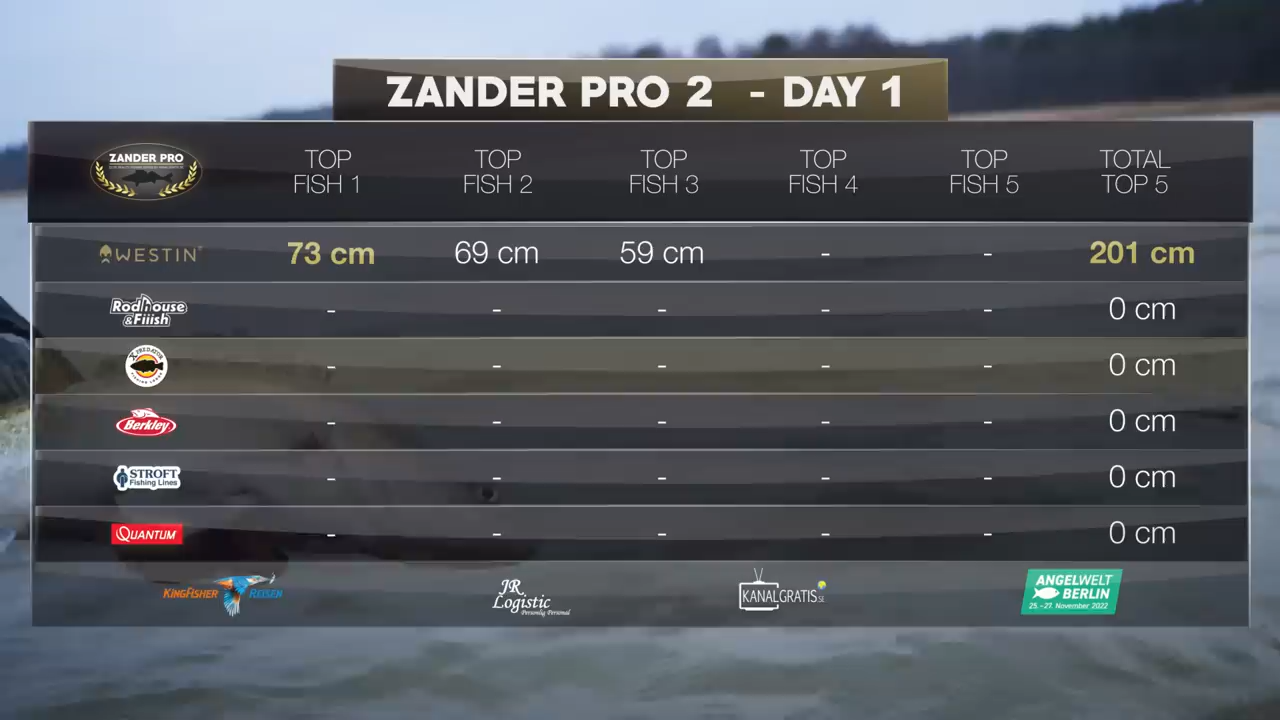 ZANDER PRO 2 - DAY 1
ZANDER PRO
TOP FISH 1
TOP FISH 2
TOP FISH 3
TOP FISH 4
TOP FISH 5
TOTAL TOP 5
WESTIN® 73 cm 69 cm 59 cm - - 201 cm
Rodhouse
&Fiiish
- - - - - 0 cm
PREDATOR
- - - - - 0 cm
Berkley - - - - - 0 cm
STROFT
Fishing Lines
- - - - - 0 cm
QUANTUM - - - - - 0 cm
KINGFISHER REISEN
JR
Logistic
Personlig Personal
KANALGRATIS.SE
ANGELWELT
BERLIN
25.-27. November 2022